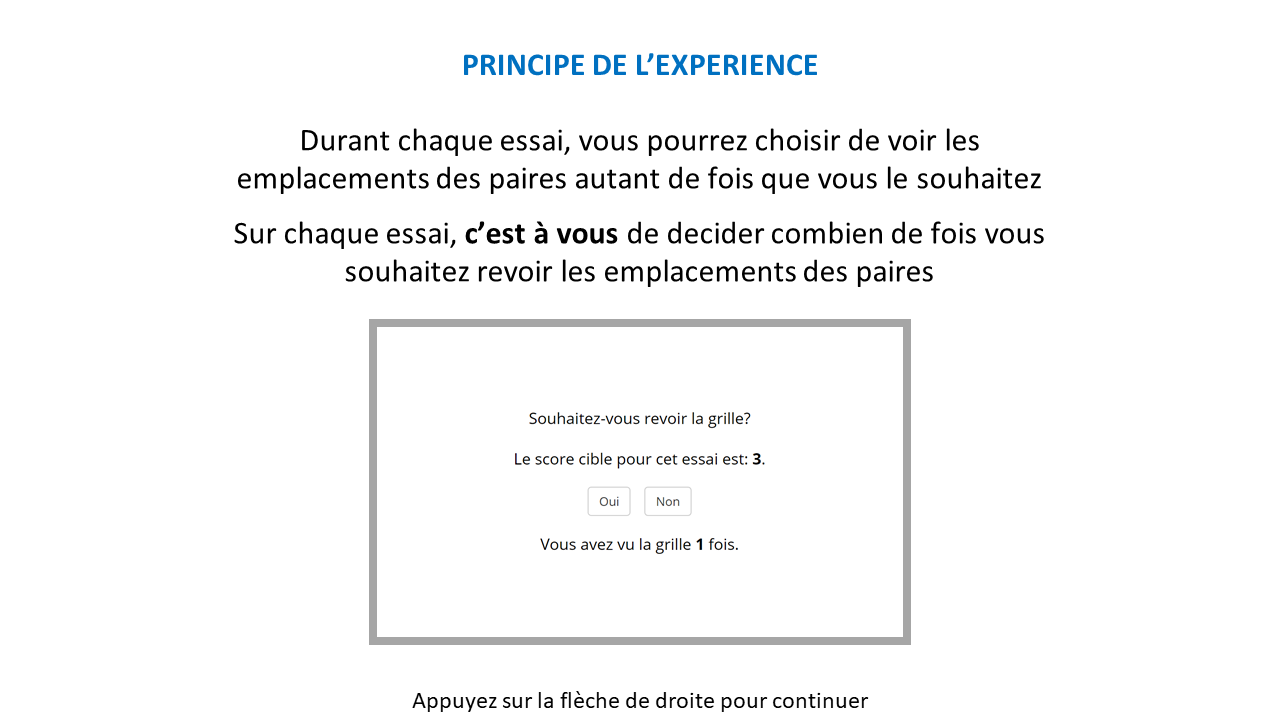 PRINCIPE DE L’EXPERIENCE
Durant chaque essai, vous pourrez choisir de voir les
emplacements des paires autant de fois que vous le souhaitez
Sur chaque essai, c’est à vous de decider combien de fois vous
souhaitez revoir les emplacements des paires
Souhaitez-vous revoir la grille?
Le score cible pour cet essai est: 3.
Oui Non
Vous avez vu la grille 1 fois.
Appuyez sur la flèche de droite pour continuer